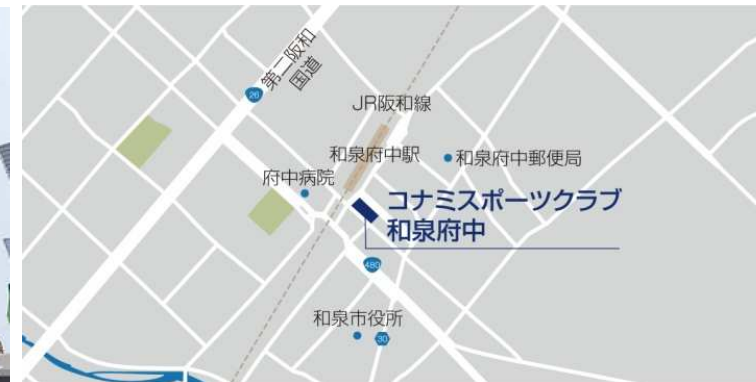 第二阪和
国道
26
JR阪和線
和泉府中駅
和泉府中郵便局
府中病院
コナミスポーツクラブ
和泉府中
480
和泉市役所
30